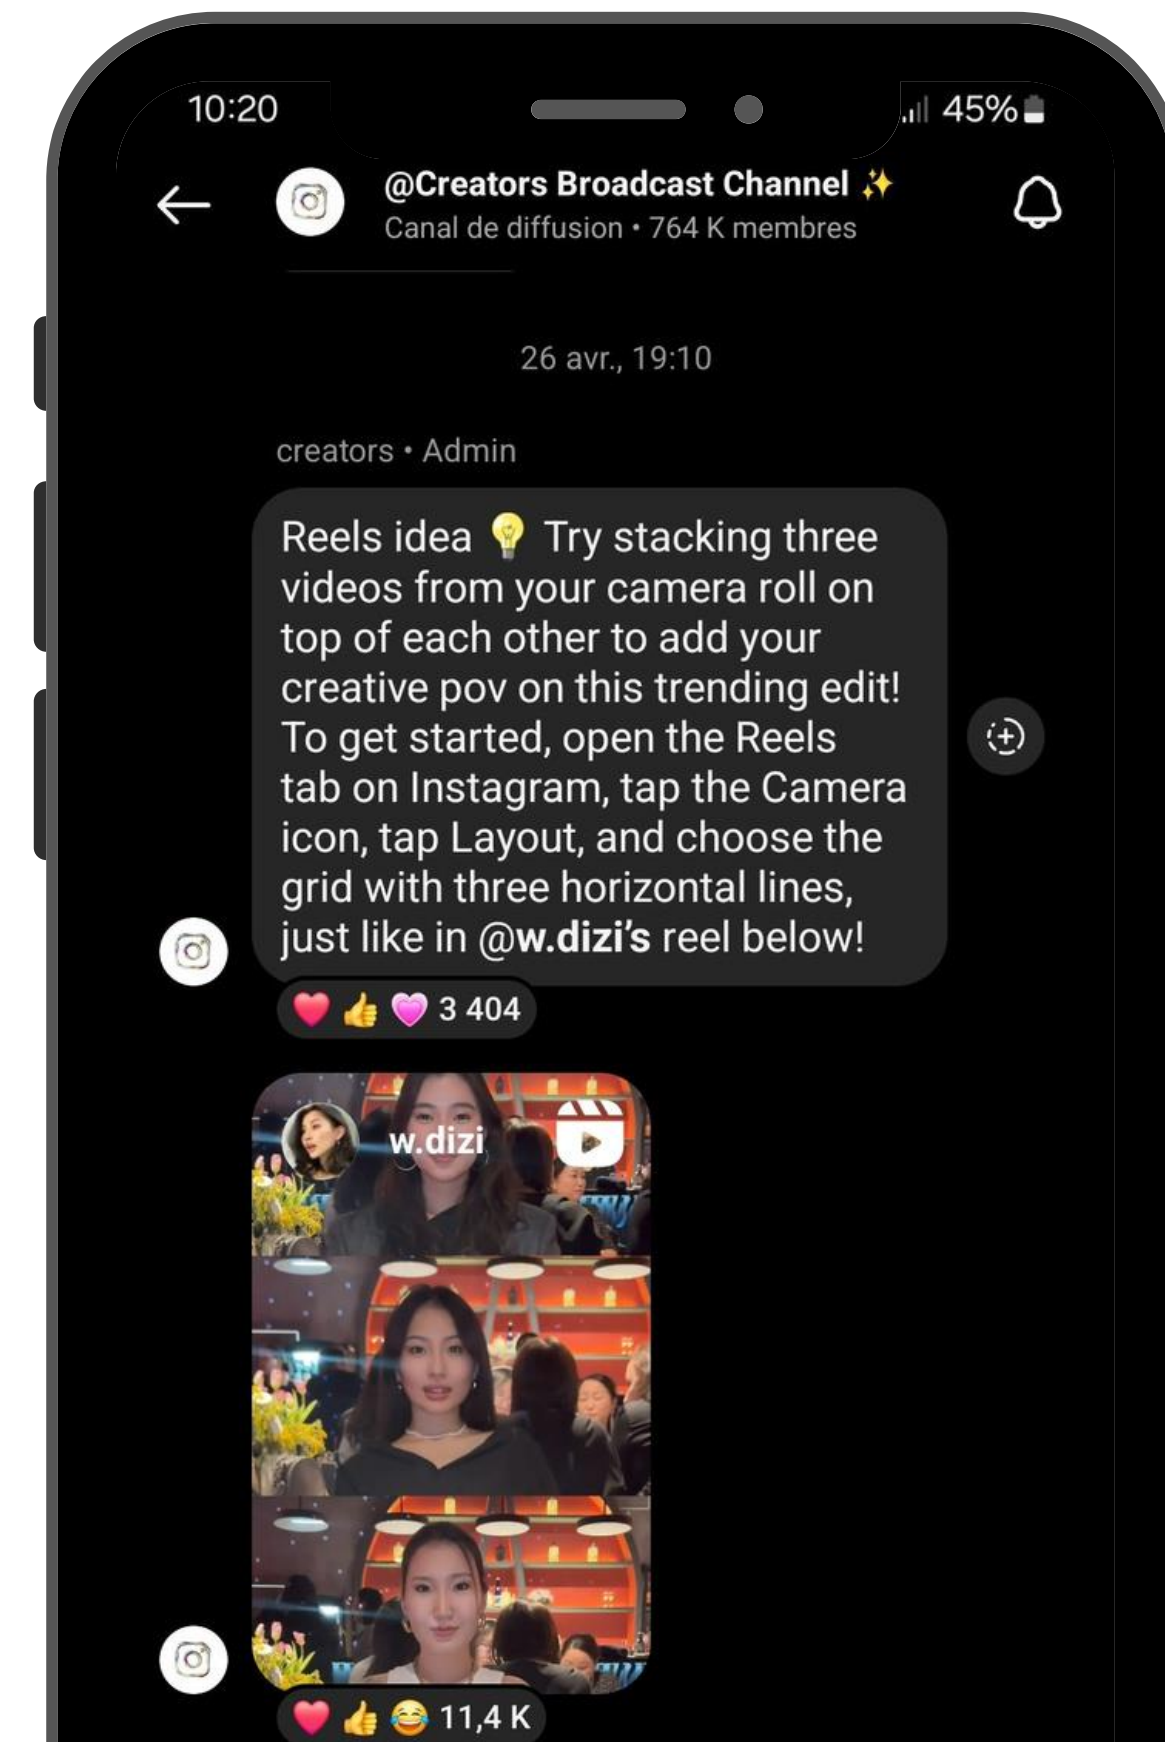 10:20
45%
@Creators Broadcast Channel ✨
Canal de diffusion • 764 K membres
26 avr., 19:10
creators • Admin
Reels idea 💡 Try stacking three
videos from your camera roll on
top of each other to add your
creative pov on this trending edit!
To get started, open the Reels
tab on Instagram, tap the Camera
icon, tap Layout, and choose the
grid with three horizontal lines,
just like in @w.dizi’s reel below!
❤️ 👍 💗 3 404
w.dizi
❤️ 👍 😂 11,4 K